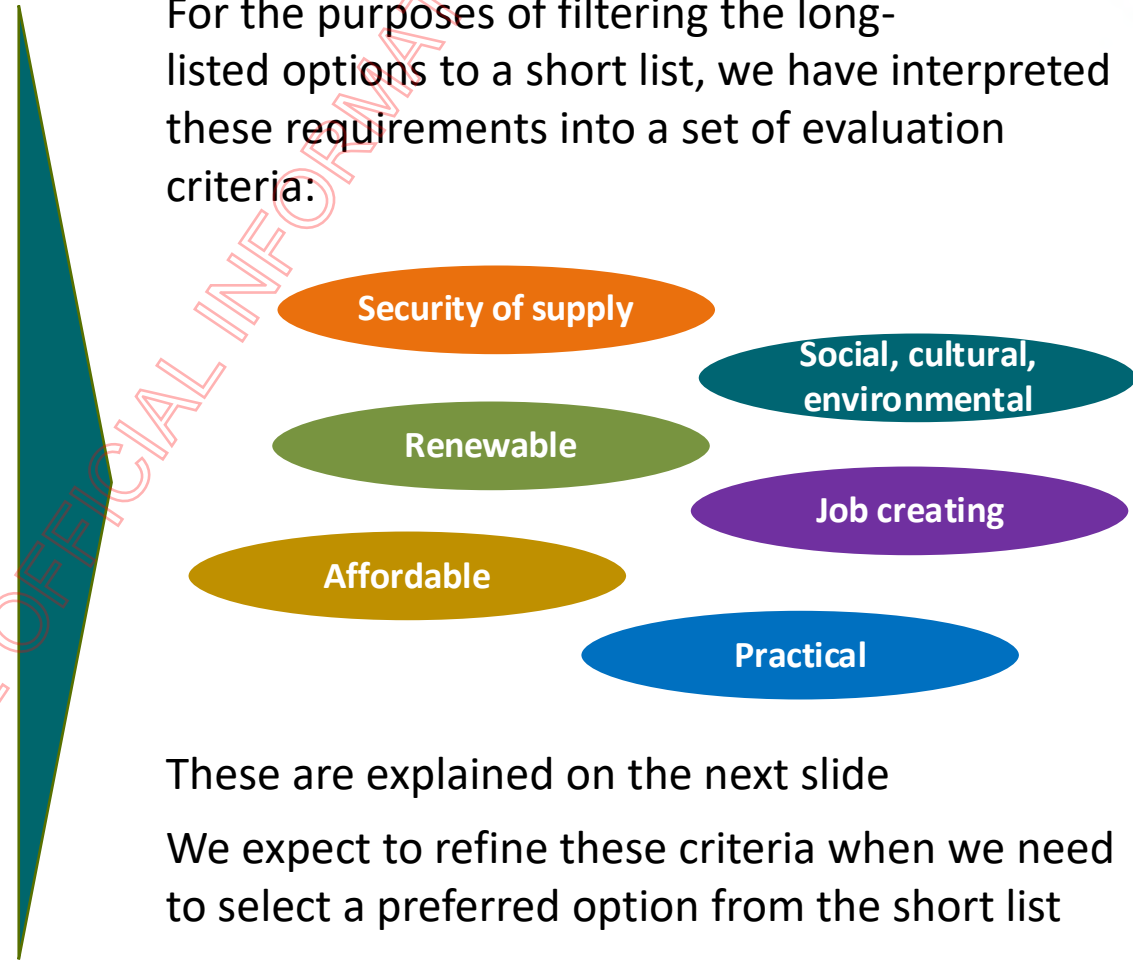 For the purposes of filtering the long-
listed options to a short list, we have interpreted
these requirements into a set of evaluation
criteria:
Security of supply
Social, cultural,
environmental
Renewable
Job creating
Affordable
Practical
These are explained on the next slide
We expect to refine these criteria when we need
to select a preferred option from the short list
OFFICIAL INFORMAT